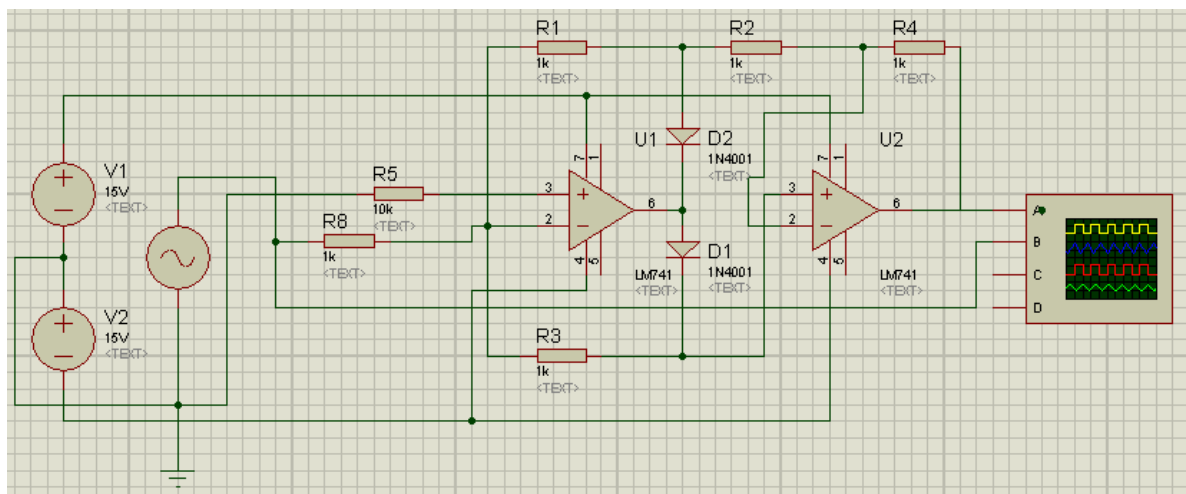 R1
1k
<TEXT>
R2
1k
<TEXT>
R4
1k
<TEXT>
V1
15V
<TEXT>
R5
10k
<TEXT>
R8
1k
<TEXT>
U1
3
2
6
7
1
4
5
LM741
<TEXT>
D2
1N4001
<TEXT>
D1
1N4001
<TEXT>
U2
3
2
6
7
1
4
5
LM741
<TEXT>
A
B
C
D
V2
15V
<TEXT>
R3
1k
<TEXT>